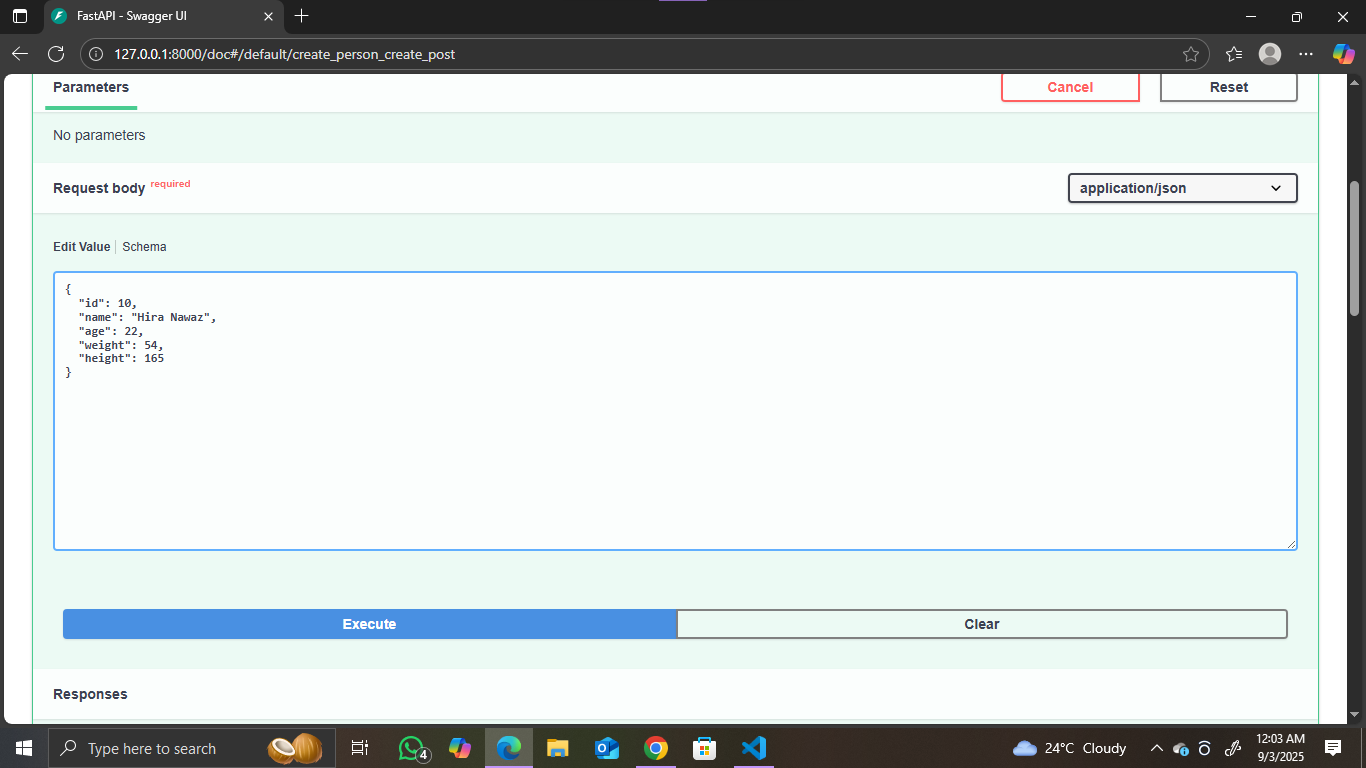 FastAPI - Swagger UI
127.0.0.1:8000/doc#/default/create_person_create_post
Parameters
Cancel
Reset
No parameters
Request body required
application/json
Edit Value
Schema
{
"id": 10,
"name": "Hira Nawaz",
"age": 22,
"weight": 54,
"height": 165
}
Execute
Clear
Responses
Type here to search
4
24°C Cloudy
12:03 AM
9/3/2025